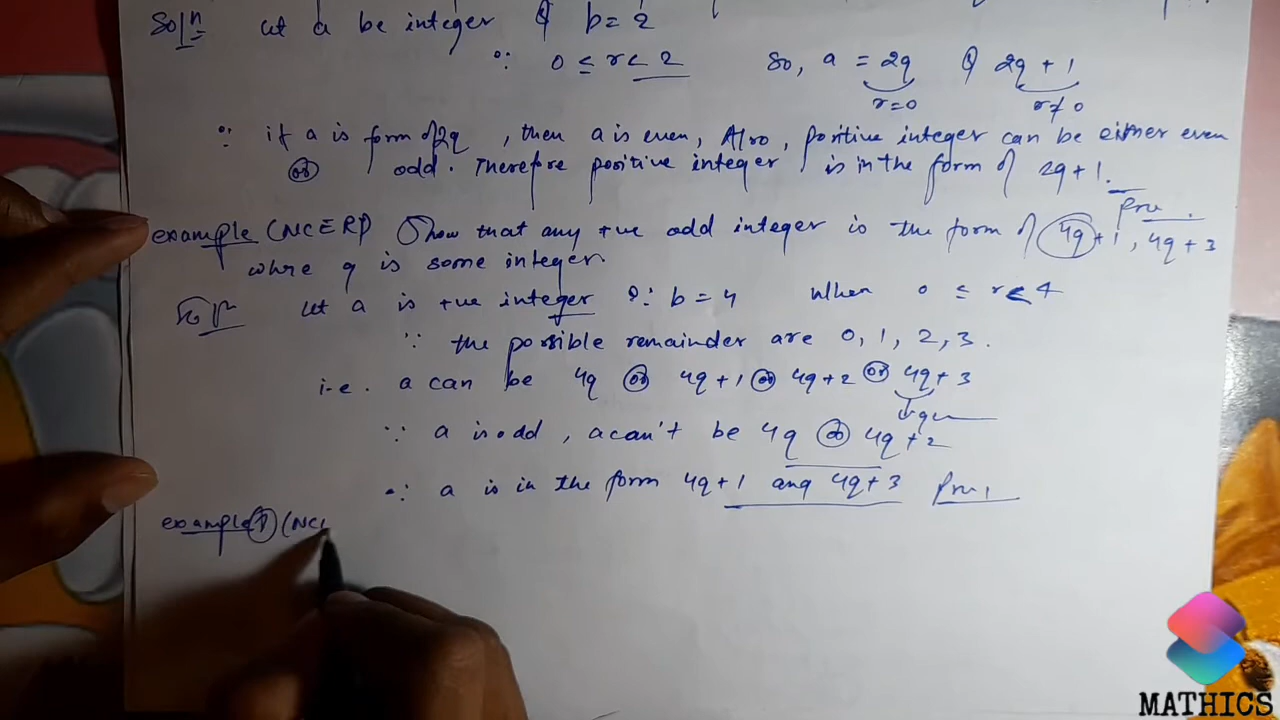 Soln let a be integer & b = 2
∵ 0 ≤ r < 2 So, a = 2q & 2q + 1
r=0 r≠0
∵ if a is form of 2q, then a is even, Also, positive integer can be either even
or odd. Therefore positive integer is in the form of 2q+1.
example (NCERT) Show that any +ve odd integer is the form of 4q+1, 4q+3
where q is some integer.
let a is +ve integer ∵ b = 4 when 0 ≤ r < 4
∵ the possible remainder are 0, 1, 2, 3.
i.e. a can be 4q or 4q+1 or 4q+2 or 4q+3
∵ a is odd, a can't be 4q or 4q+2
∴ a is in the form 4q+1 and 4q+3
example (NC
MATHICS